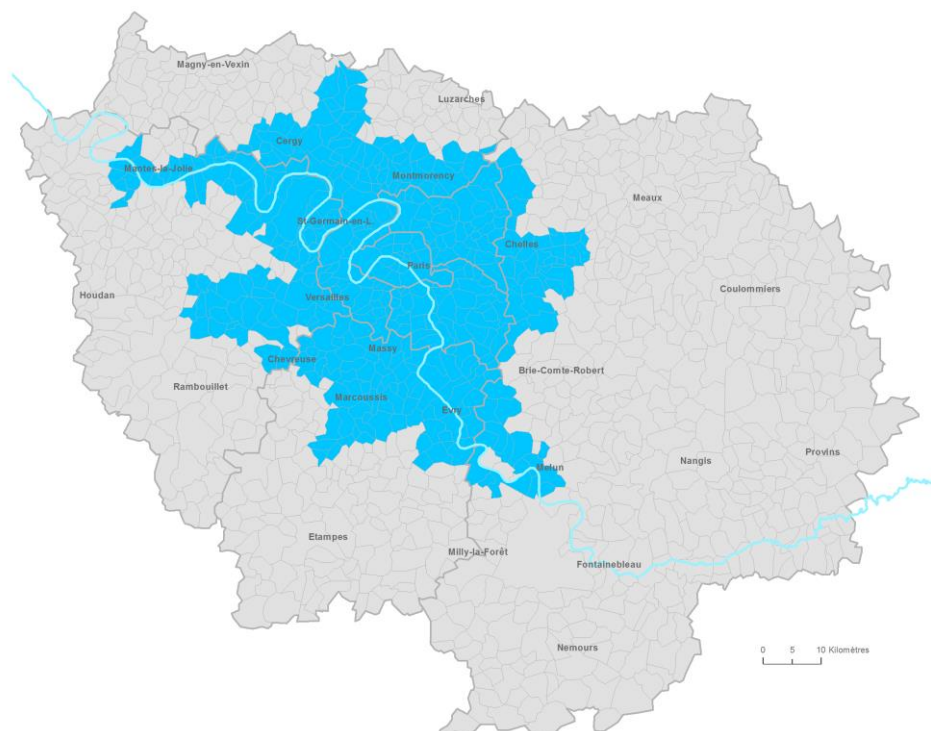 Magny-en-Vexin
Luzarches
Cergy
Mantes-la-Jolie
Montmorency
Meaux
St-Germain-en-L.
Chelles
Paris
Coulommiers
Houdan
Versailles
Massy
Chevreuse
Brie-Comte-Robert
Rambouillet
Marcoussis
Evry
Provins
Nangis
Melun
Etampes
Milly-la-Forêt
Fontainebleau
Nemours
0 5 10 Kilomètres